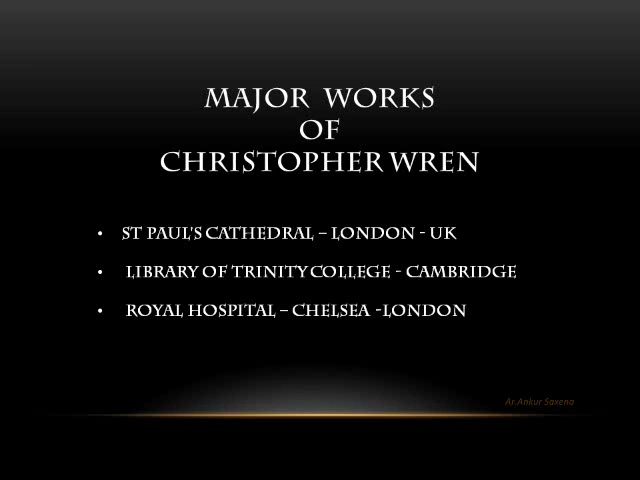 MAJOR WORKS
OF
CHRISTOPHER WREN
• ST PAUL'S CATHEDRAL – LONDON - UK
• LIBRARY OF TRINITY COLLEGE - CAMBRIDGE
• ROYAL HOSPITAL – CHELSEA -LONDON
Ar.Ankur Saxena